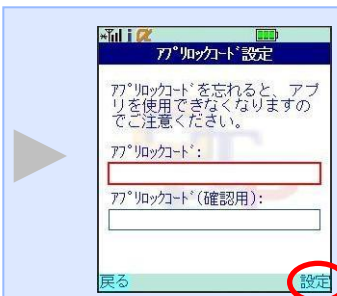 ｱﾌﾟﾘﾛｯｸｺｰﾄﾞ設定
ｱﾌﾟﾘﾛｯｸｺｰﾄﾞを忘れると、アプ
リを使用できなくなりますの
でご注意ください。
ｱﾌﾟﾘﾛｯｸｺｰﾄﾞ:
ｱﾌﾟﾘﾛｯｸｺｰﾄﾞ(確認用):
戻る 設定